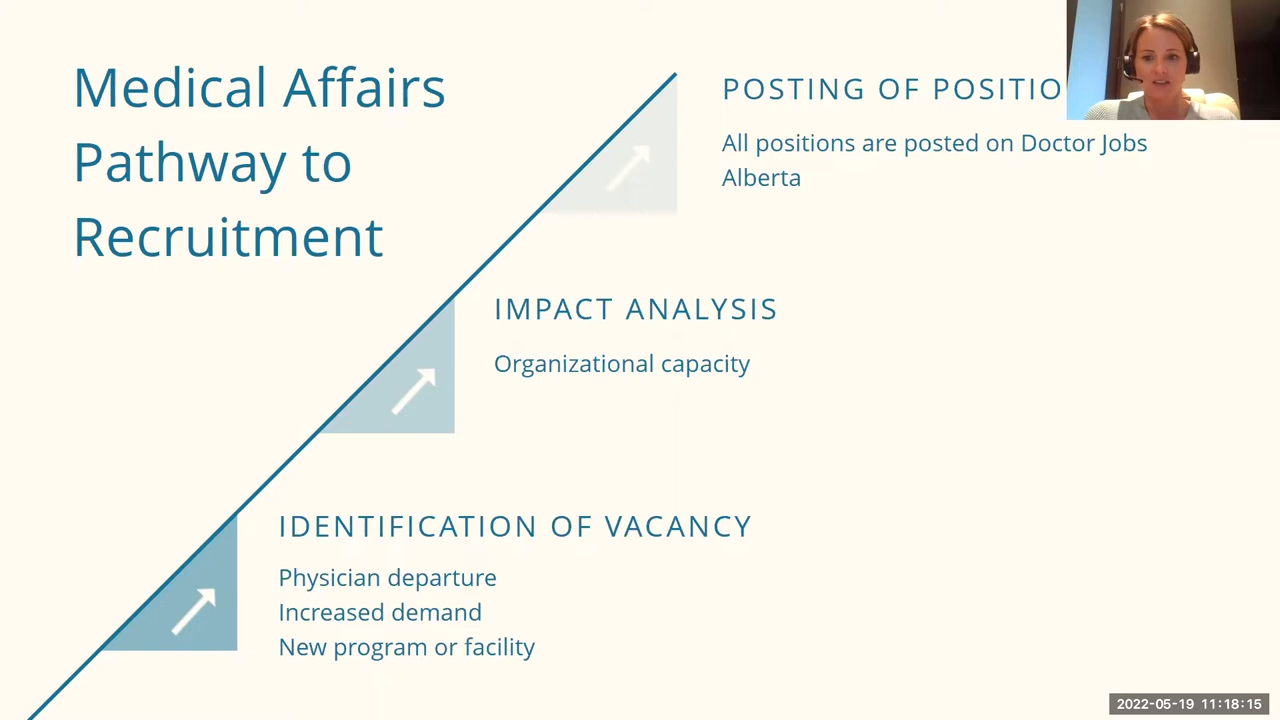 Medical Affairs
Pathway to
Recruitment
POSTING OF POSITIO
All positions are posted on Doctor Jobs
Alberta
IMPACT ANALYSIS
Organizational capacity
IDENTIFICATION OF VACANCY
Physician departure
Increased demand
New program or facility
2022-05-19 11:18:15